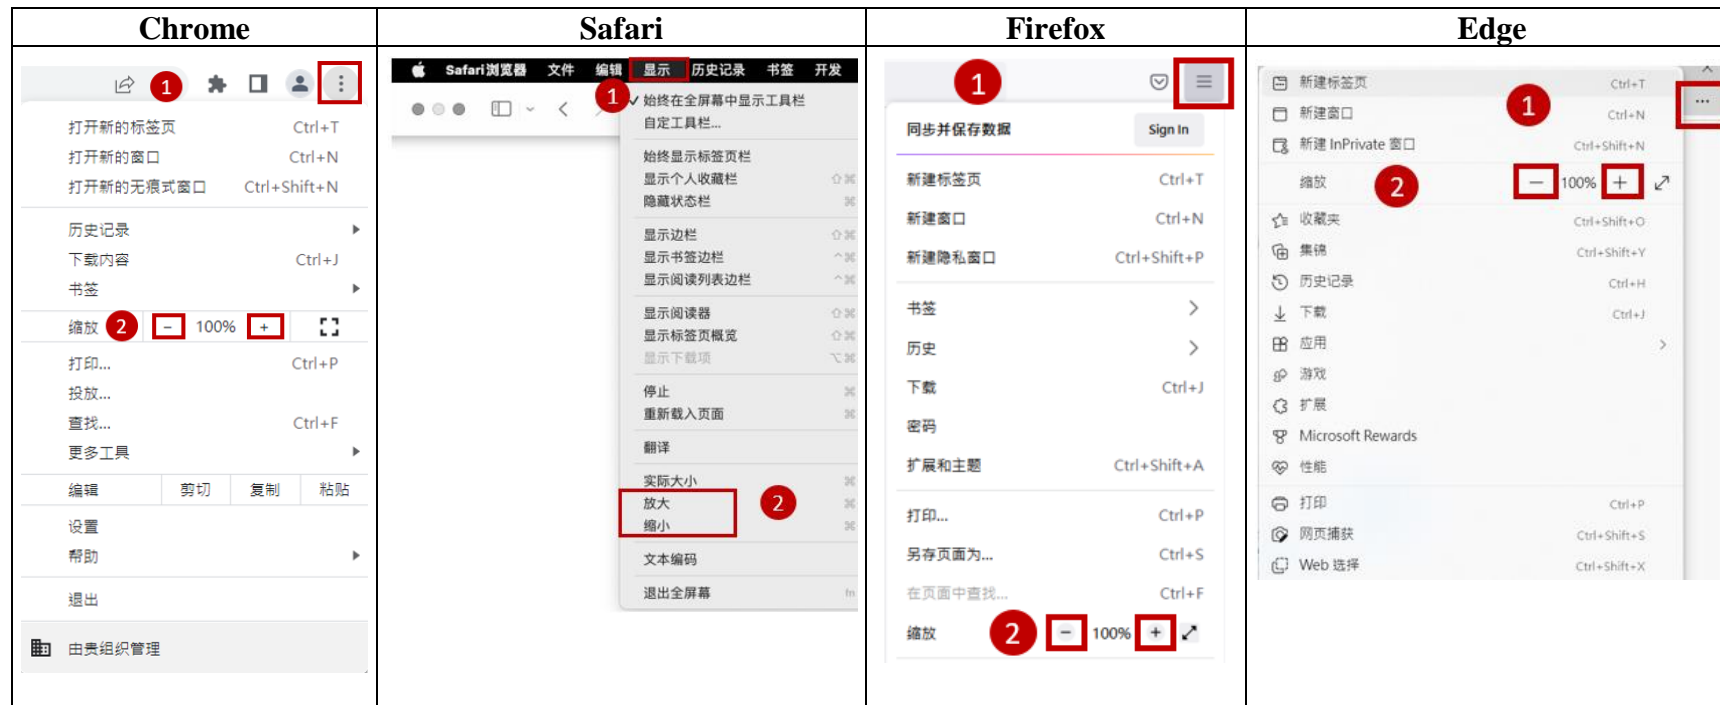 Chrome
Safari
Firefox
Edge
1
打开新的标签页 Ctrl+T
打开新的窗口 Ctrl+N
打开新的无痕式窗口 Ctrl+Shift+N
历史记录
下载内容 Ctrl+J
书签
缩放 2 − 100% +
打印... Ctrl+P
投放...
查找... Ctrl+F
更多工具
编辑 剪切 复制 粘贴
设置
帮助
退出
由贵组织管理
Safari浏览器 文件 编辑 显示 历史记录 书签 开发
1
✓ 始终在全屏幕中显示工具栏
自定工具栏...
始终显示标签页栏
显示个人收藏栏 ⇧⌘
隐藏状态栏 ⌘
显示边栏 ⇧⌘
显示书签边栏 ^⌘
显示阅读列表边栏 ^⌘
显示阅读器 ⇧⌘
显示标签页概览 ⇧⌘
显示下载项 ⌥⌘
停止 ⌘
重新载入页面 ⌘
翻译
实际大小 ⌘
放大 2 ⌘
缩小 ⌘
文本编码
退出全屏幕 fn
1
同步并保存数据 Sign In
新建标签页 Ctrl+T
新建窗口 Ctrl+N
新建隐私窗口 Ctrl+Shift+P
书签
历史
下载 Ctrl+J
密码
扩展和主题 Ctrl+Shift+A
打印... Ctrl+P
另存页面为... Ctrl+S
在页面中查找... Ctrl+F
缩放 2 − 100% +
新建标签页 Ctrl+T
1
新建窗口 Ctrl+N
新建 InPrivate 窗口 Ctrl+Shift+N
缩放 2 − 100% +
收藏夹 Ctrl+Shift+O
集锦 Ctrl+Shift+Y
历史记录 Ctrl+H
下载 Ctrl+J
应用
游戏
扩展
Microsoft Rewards
性能
打印 Ctrl+P
网页捕获 Ctrl+Shift+S
Web 选择 Ctrl+Shift+X